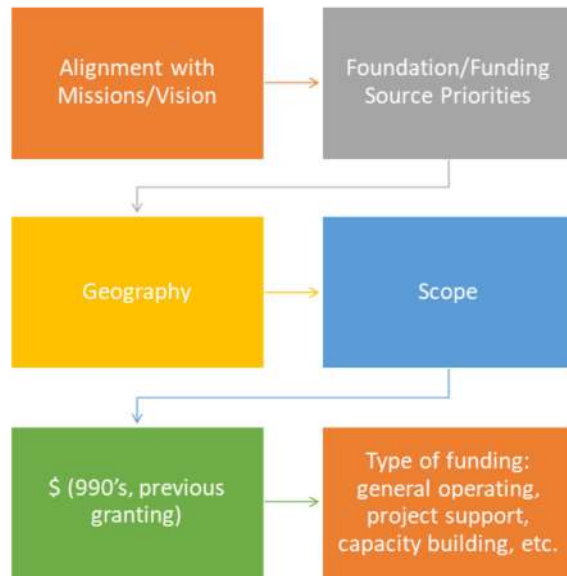 Alignment with
Missions/Vision
Foundation/Funding
Source Priorities
Geography
Scope
$ (990's, previous
granting)
Type of funding:
general operating,
project support,
capacity building, etc.